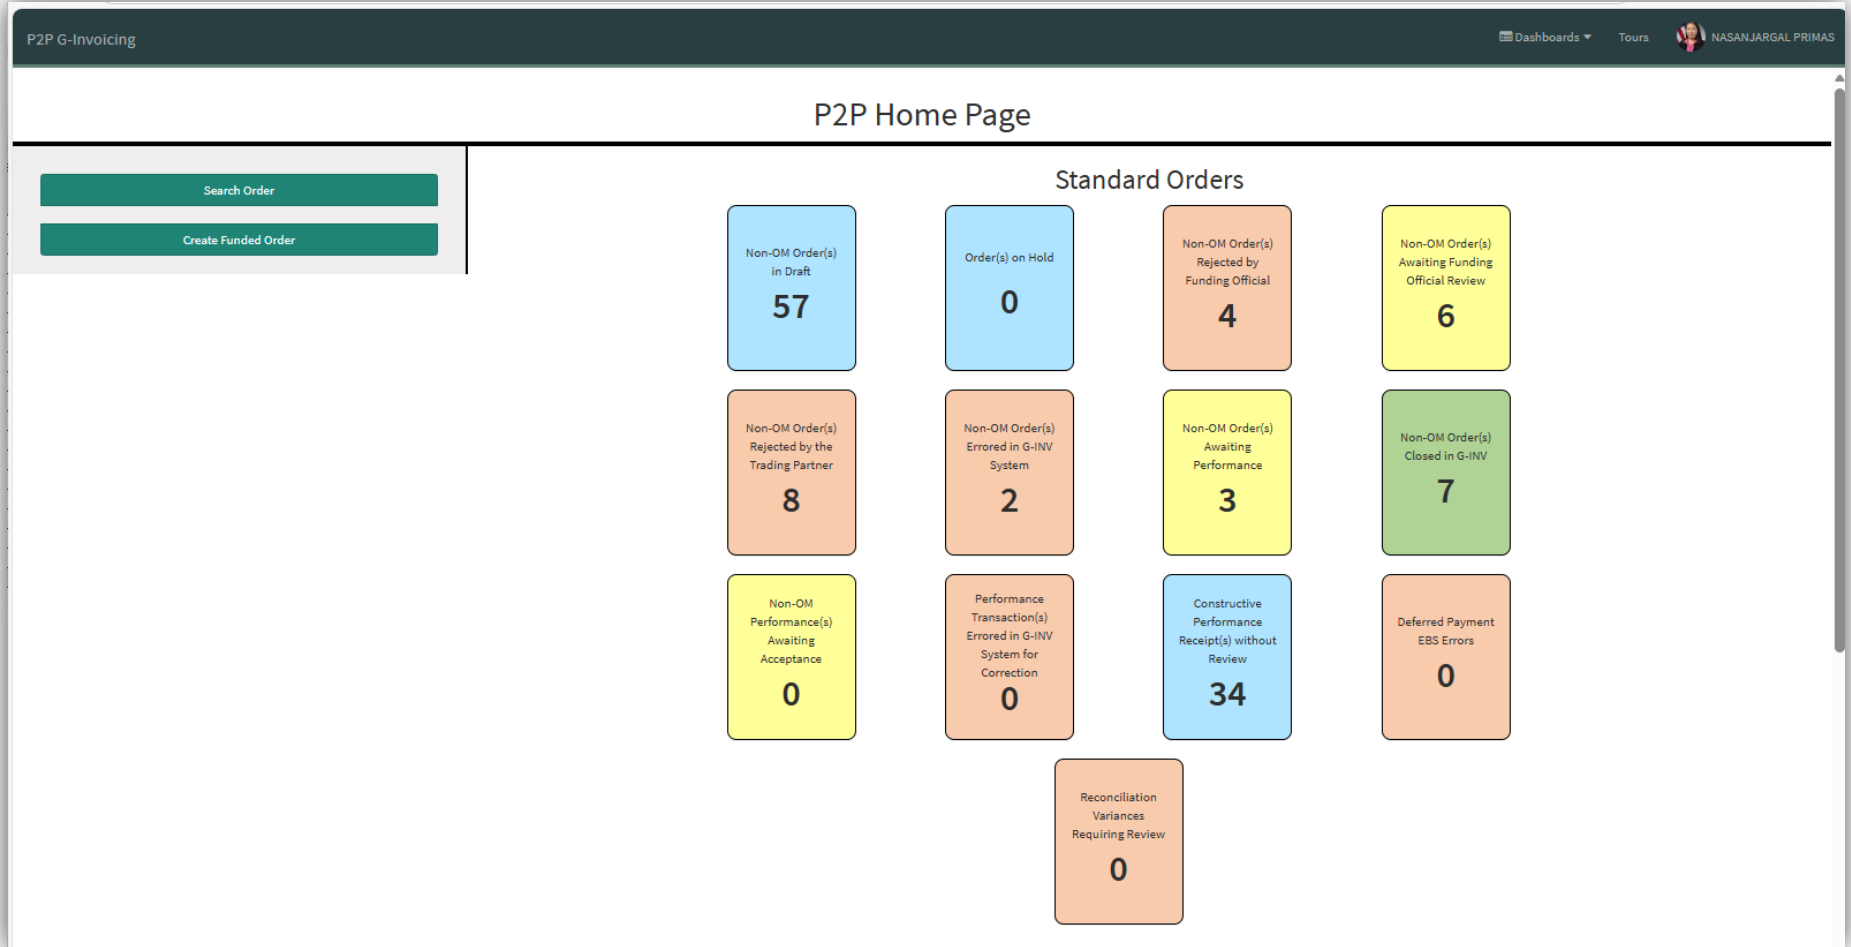 P2P G-Invoicing
Dashboards
Tours
NASANJARGAL PRIMAS
P2P Home Page
Search Order
Create Funded Order
Standard Orders
Non-OM Order(s)
in Draft
57
Order(s) on Hold
0
Non-OM Order(s)
Rejected by
Funding Official
4
Non-OM Order(s)
Awaiting Funding
Official Review
6
Non-OM Order(s)
Rejected by the
Trading Partner
8
Non-OM Order(s)
Errored in G-INV
System
2
Non-OM Order(s)
Awaiting
Performance
3
Non-OM Order(s)
Closed in G-INV
7
Non-OM
Performance(s)
Awaiting
Acceptance
0
Performance
Transaction(s)
Errored in G-INV
System for
Correction
0
Constructive
Performance
Receipt(s) without
Review
34
Deferred Payment
EBS Errors
0
Reconciliation
Variances
Requiring Review
0